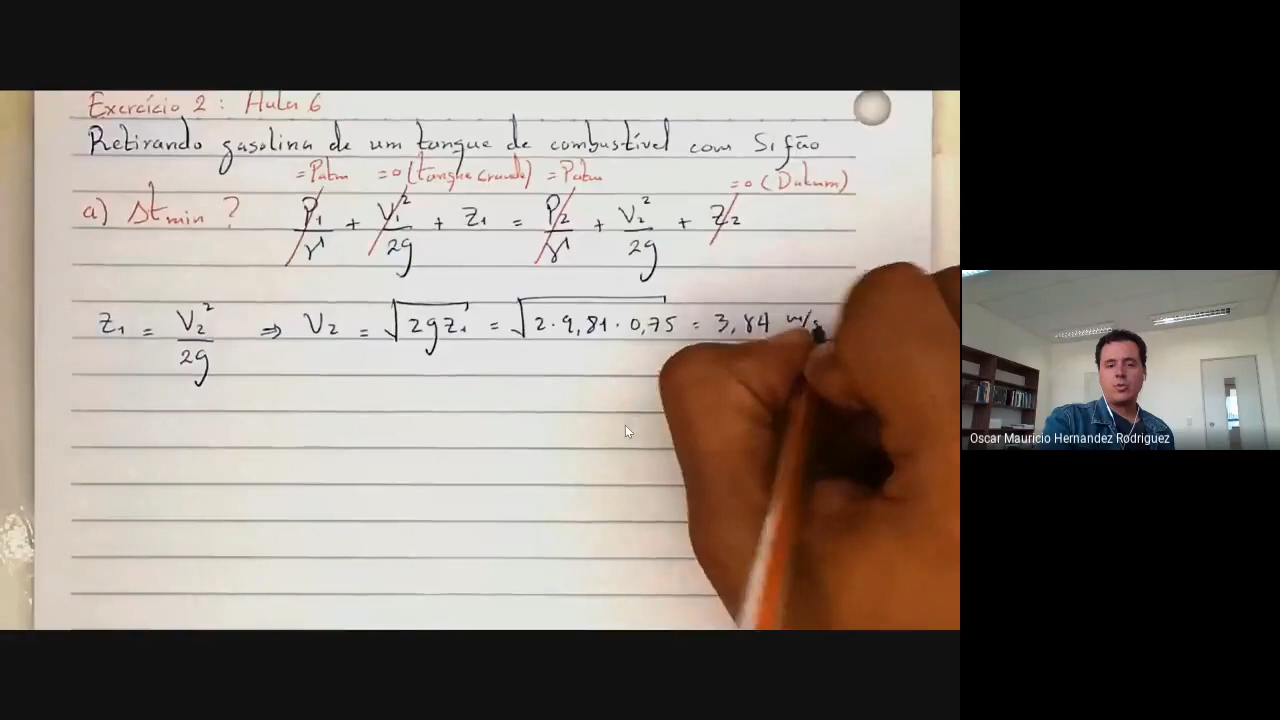 Exercício 2 : Aula 6
Retirando gasolina de um tanque de combustível com Sifão
= Patm = 0 (tanque grande) = Patm = 0 (Datum)
a) Δt min ? P1/γ + V1²/2g + Z1 = P2/γ + V2²/2g + Z2
Z1 = V2²/2g ⇒ V2 = √2gZ1 = √2·9,81·0,75 = 3,84 m/s
Oscar Mauricio Hernandez Rodriguez